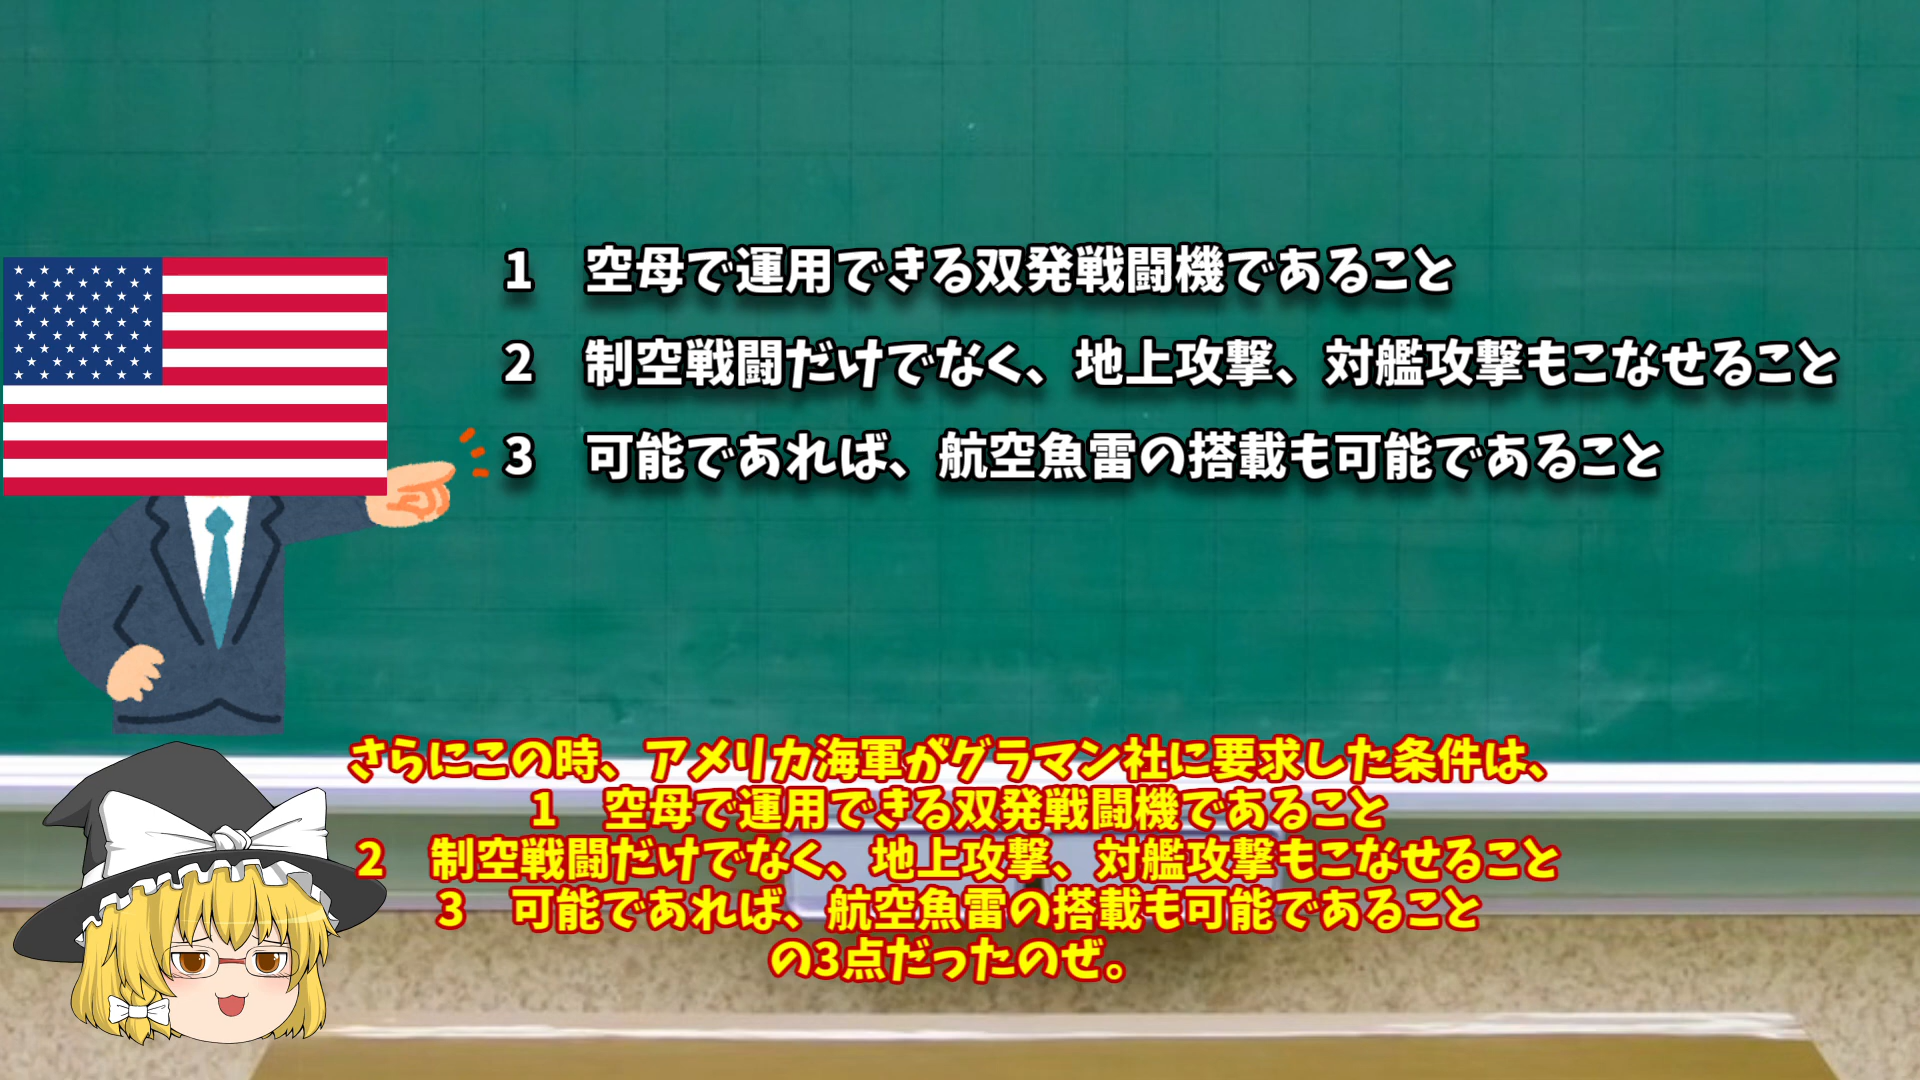 1　空母で運用できる双発戦闘機であること
2　制空戦闘だけでなく、地上攻撃、対艦攻撃もこなせること
3　可能であれば、航空魚雷の搭載も可能であること
さらにこの時、アメリカ海軍がグラマン社に要求した条件は、
1　空母で運用できる双発戦闘機であること
2　制空戦闘だけでなく、地上攻撃、対艦攻撃もこなせること
3　可能であれば、航空魚雷の搭載も可能であること
の3点だったのぜ。